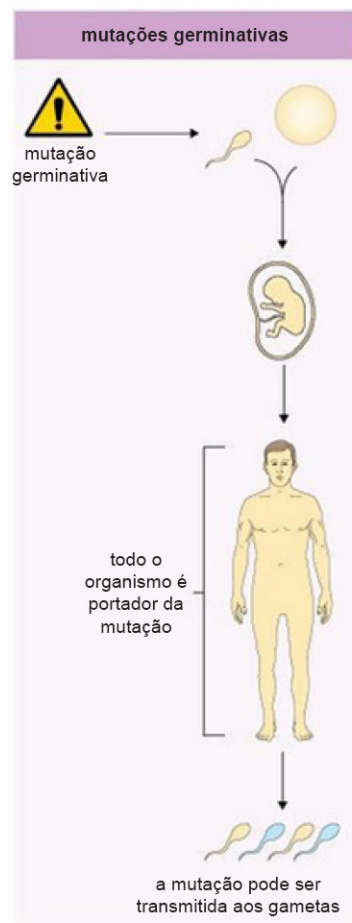 mutações germinativas
mutação
germinativa
todo o
organismo é
portador da
mutação
a mutação pode ser
transmitida aos gametas